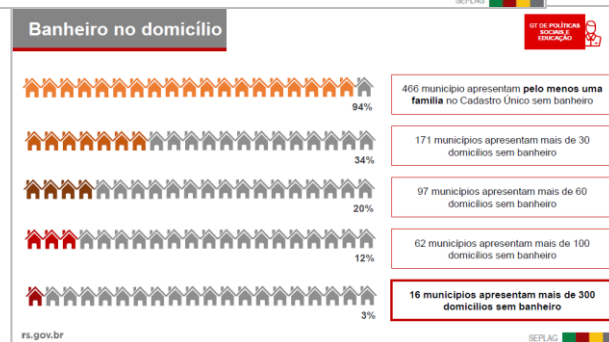 SEPLAG
Banheiro no domicílio
GT DE POLÍTICAS
SOCIAIS E
EDUCAÇÃO
94%
466 município apresentam pelo menos uma
família no Cadastro Único sem banheiro
34%
171 municípios apresentam mais de 30
domicílios sem banheiro
20%
97 municípios apresentam mais de 60
domicílios sem banheiro
12%
62 municípios apresentam mais de 100
domicílios sem banheiro
3%
16 municípios apresentam mais de 300
domicílios sem banheiro
rs.gov.br
SEPLAG